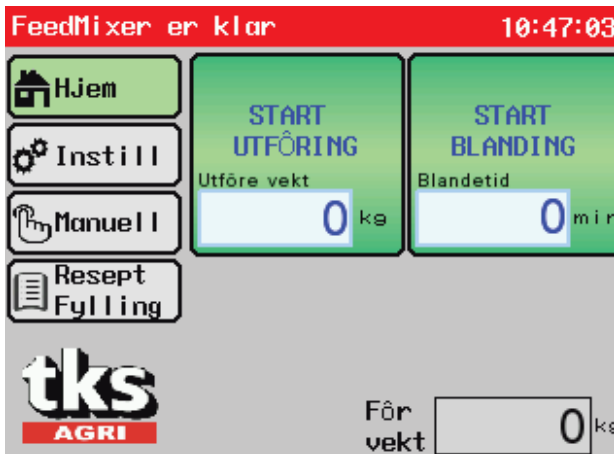 FeedMixer er klar 10:47:03
Hjem
Instill
Manuell
Resept
Fylling
START
UTFÔRING
Utfôre vekt
0 kg
START
BLANDING
Blandetid
0 min
tks
AGRI
Fôr
vekt
0 kg